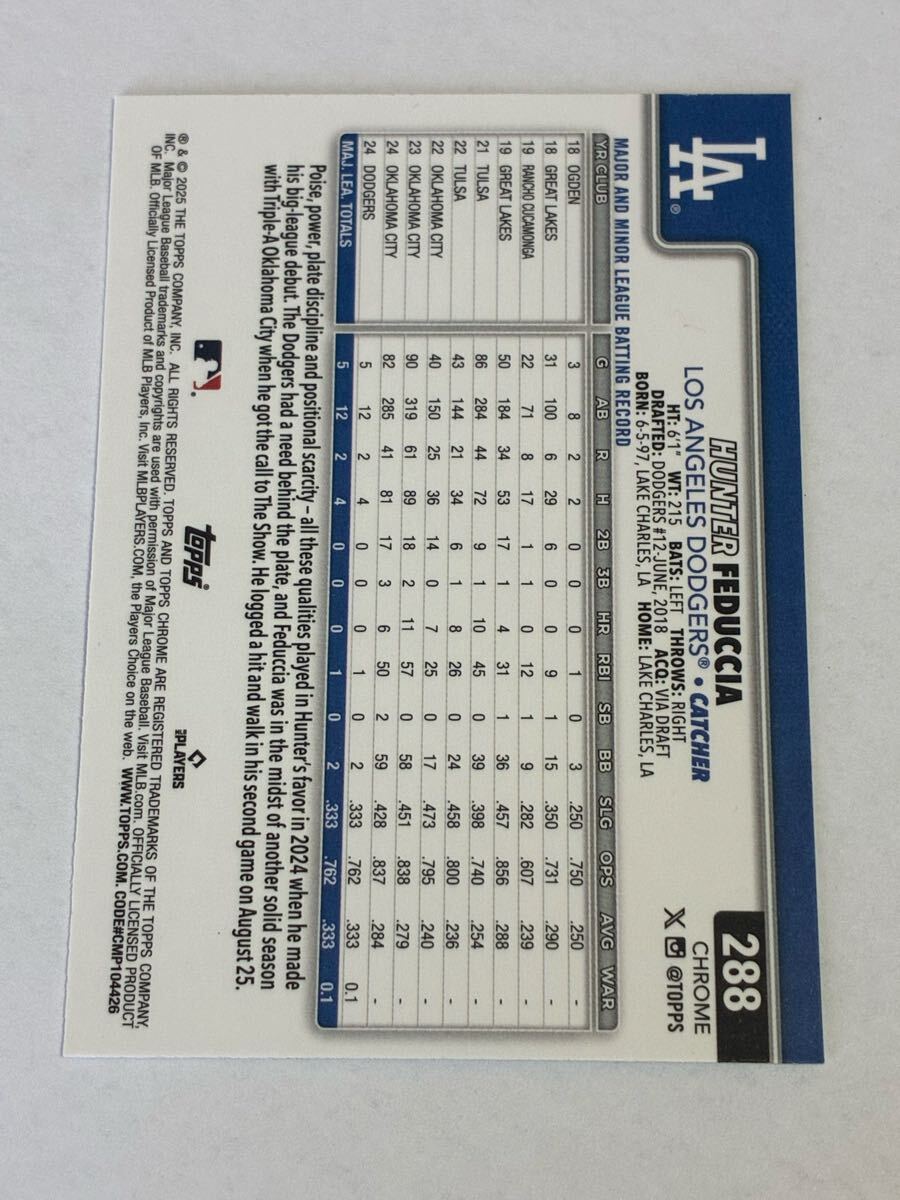 LA®
288
CHROME
@TOPPS
HUNTER FEDUCCIA
LOS ANGELES DODGERS® • CATCHER
HT: 6'1" WT: 215 BATS: LEFT THROWS: RIGHT
DRAFTED: DODGERS #12-JUNE, 2018 ACQ: VIA DRAFT
BORN: 6-5-97, LAKE CHARLES, LA HOME: LAKE CHARLES, LA
MAJOR AND MINOR LEAGUE BATTING RECORD
YR CLUB G AB R H 2B 3B HR RBI SB BB SLG OPS AVG WAR
18 OGDEN 3 8 2 2 0 0 0 1 0 3 .250 .750 .250 -
18 GREAT LAKES 31 100 6 29 6 0 0 9 1 15 .350 .731 .290 -
19 RANCHO CUCAMONGA 22 71 8 17 1 1 0 12 1 9 .282 .607 .239 -
19 GREAT LAKES 50 184 34 53 17 1 4 31 1 36 .457 .856 .288 -
21 TULSA 86 284 44 72 9 1 10 45 0 39 .398 .740 .254 -
22 TULSA 43 144 21 34 6 1 8 26 0 24 .458 .800 .236 -
22 OKLAHOMA CITY 40 150 25 36 14 0 7 25 0 17 .473 .795 .240 -
23 OKLAHOMA CITY 90 319 61 89 18 2 11 57 0 58 .451 .838 .279 -
24 OKLAHOMA CITY 82 285 41 81 17 3 6 50 2 59 .428 .837 .284 -
24 DODGERS 5 12 2 4 0 0 0 1 0 2 .333 .762 .333 0.1
MAJ. LEA. TOTALS 5 12 2 4 0 0 0 1 0 2 .333 .762 .333 0.1
Poise, power, plate discipline and positional scarcity – all these qualities played in Hunter's favor in 2024 when he made
his big-league debut. The Dodgers had a need behind the plate, and Feduccia was in the midst of another solid season
with Triple-A Oklahoma City when he got the call to The Show. He logged a hit and walk in his second game on August 25.
topps
MLB PLAYERS
® & © 2025 THE TOPPS COMPANY, INC. ALL RIGHTS RESERVED. TOPPS AND TOPPS CHROME ARE REGISTERED TRADEMARKS OF THE TOPPS COMPANY,
INC. Major League Baseball trademarks and copyrights are used with permission of Major League Baseball. Visit MLB.com. OFFICIALLY LICENSED PRODUCT
OF MLB. Officially Licensed Product of MLB Players, Inc. Visit MLBPLAYERS.COM, the Players Choice on the web. WWW.TOPPS.COM. CODE#CMP104426